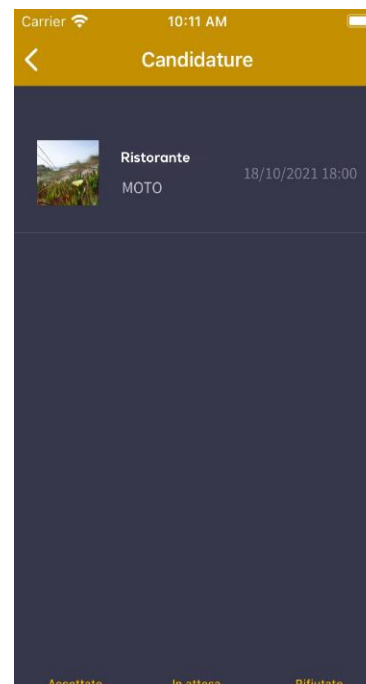 Carrier 10:11 AM
Candidature
Ristorante
MOTO
18/10/2021 18:00
Accettate In attesa Rifiutate